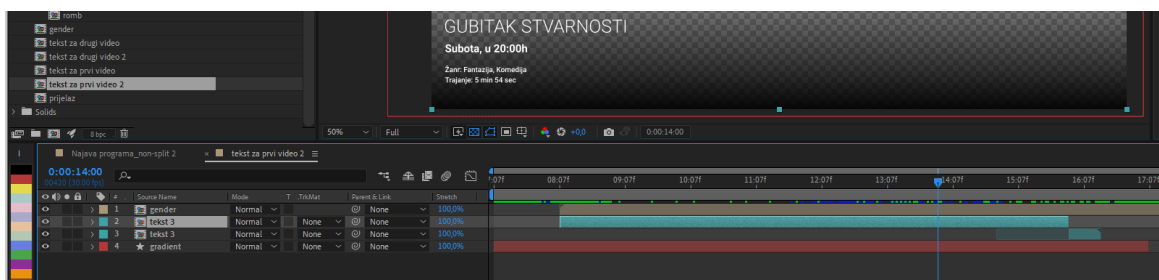 romb
gender
tekst za drugi video
tekst za drugi video 2
tekst za prvi video
tekst za prvi video 2
prijelaz
Solids
8 bpc
GUBITAK STVARNOSTI
Subota, u 20:00h
Žanr: Fantazija, Komedija
Trajanje: 5 min 54 sec
50% Full +0,0 0:00:14:00
Najava programa_non-split 2 × tekst za prvi video 2
0:00:14:00
00420 (30.00 fps)
# Source Name Mode T .TrkMat Parent & Link Stretch
1 gender Normal None 100,0%
2 tekst 3 Normal None None 100,0%
3 tekst 3 Normal None None 100,0%
4 gradient Normal None None 100,0%
:07f 08:07f 09:07f 10:07f 11:07f 12:07f 13:07f 14:07f 15:07f 16:07f 17:07f